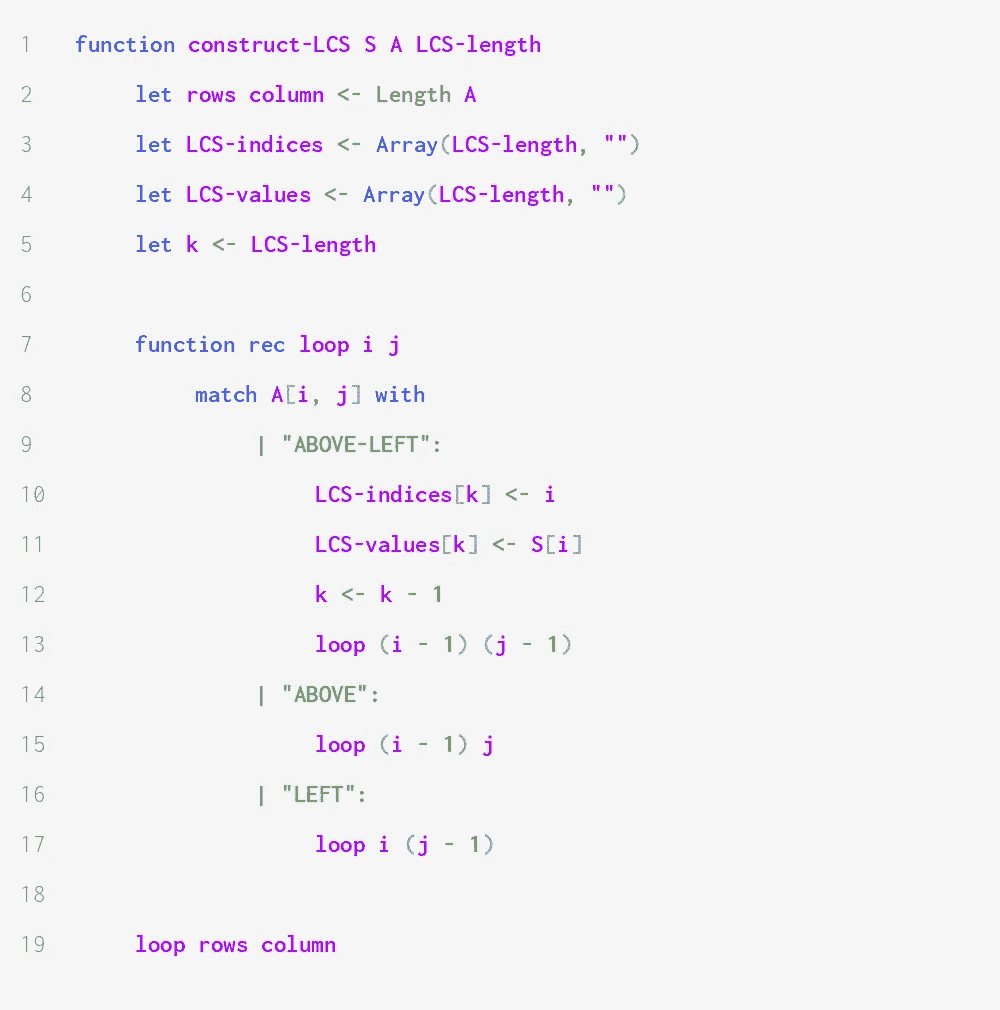 1 function construct-LCS S A LCS-length
2 let rows column <- Length A
3 let LCS-indices <- Array(LCS-length, "")
4 let LCS-values <- Array(LCS-length, "")
5 let k <- LCS-length
6
7 function rec loop i j
8 match A[i, j] with
9 | "ABOVE-LEFT":
10 LCS-indices[k] <- i
11 LCS-values[k] <- S[i]
12 k <- k - 1
13 loop (i - 1) (j - 1)
14 | "ABOVE":
15 loop (i - 1) j
16 | "LEFT":
17 loop i (j - 1)
18
19 loop rows column